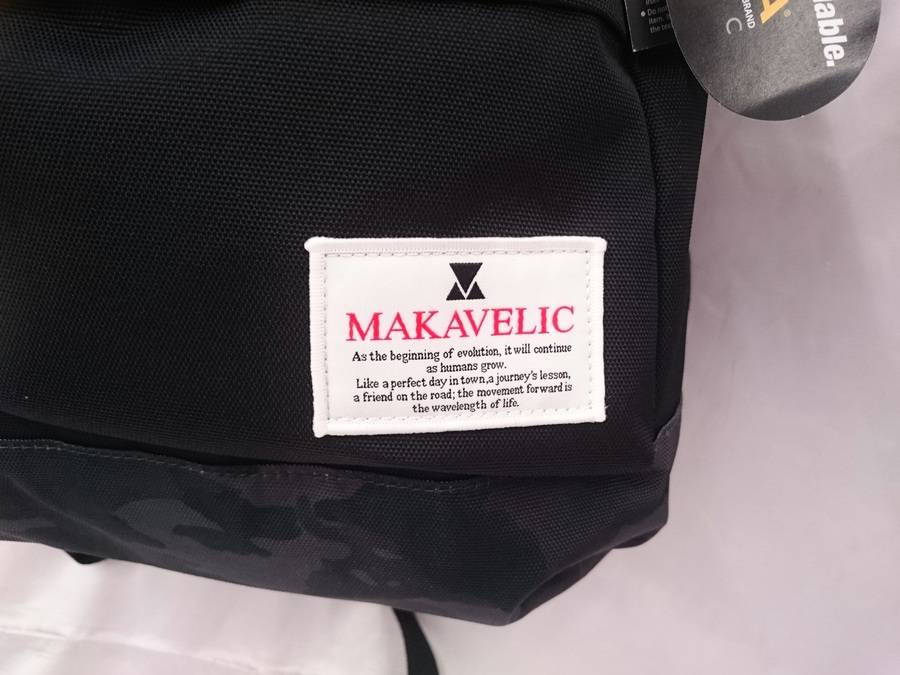 MAKAVELIC
As the beginning of evolution, it will continue
as humans grow.
Like a perfect day in town,a journey's lesson,
a friend on the road; the movement forward is
the wavelength of life.
BRAND
able.